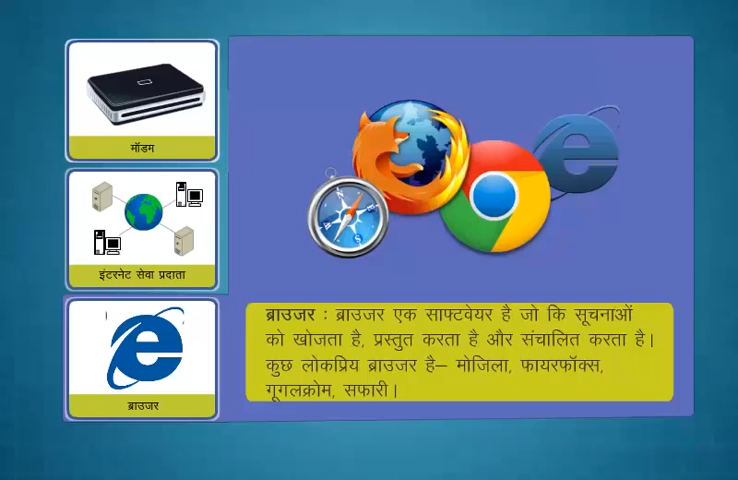 मॉडम
इंटरनेट सेवा प्रदाता
ब्राउजर
ब्राउजर : ब्राउजर एक साफ्टवेयर है जो कि सूचनाओं
को खोजता है, प्रस्तुत करता है और संचालित करता है।
कुछ लोकप्रिय ब्राउजर है– मोजिला, फायरफॉक्स,
गूगलक्रोम, सफारी।